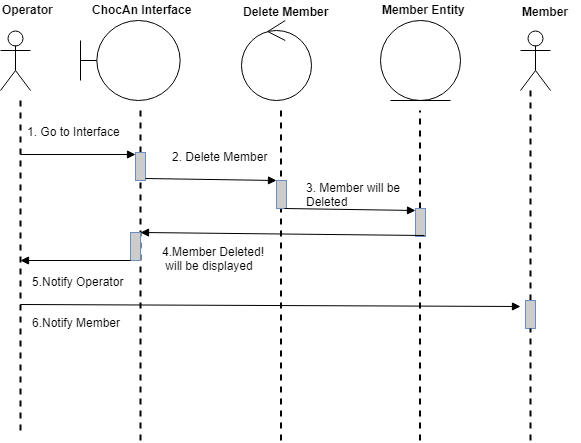 Operator
ChocAn Interface
Delete Member
Member Entity
Member
1. Go to Interface
2. Delete Member
3. Member will be
Deleted
4.Member Deleted!
will be displayed
5.Notify Operator
6.Notify Member